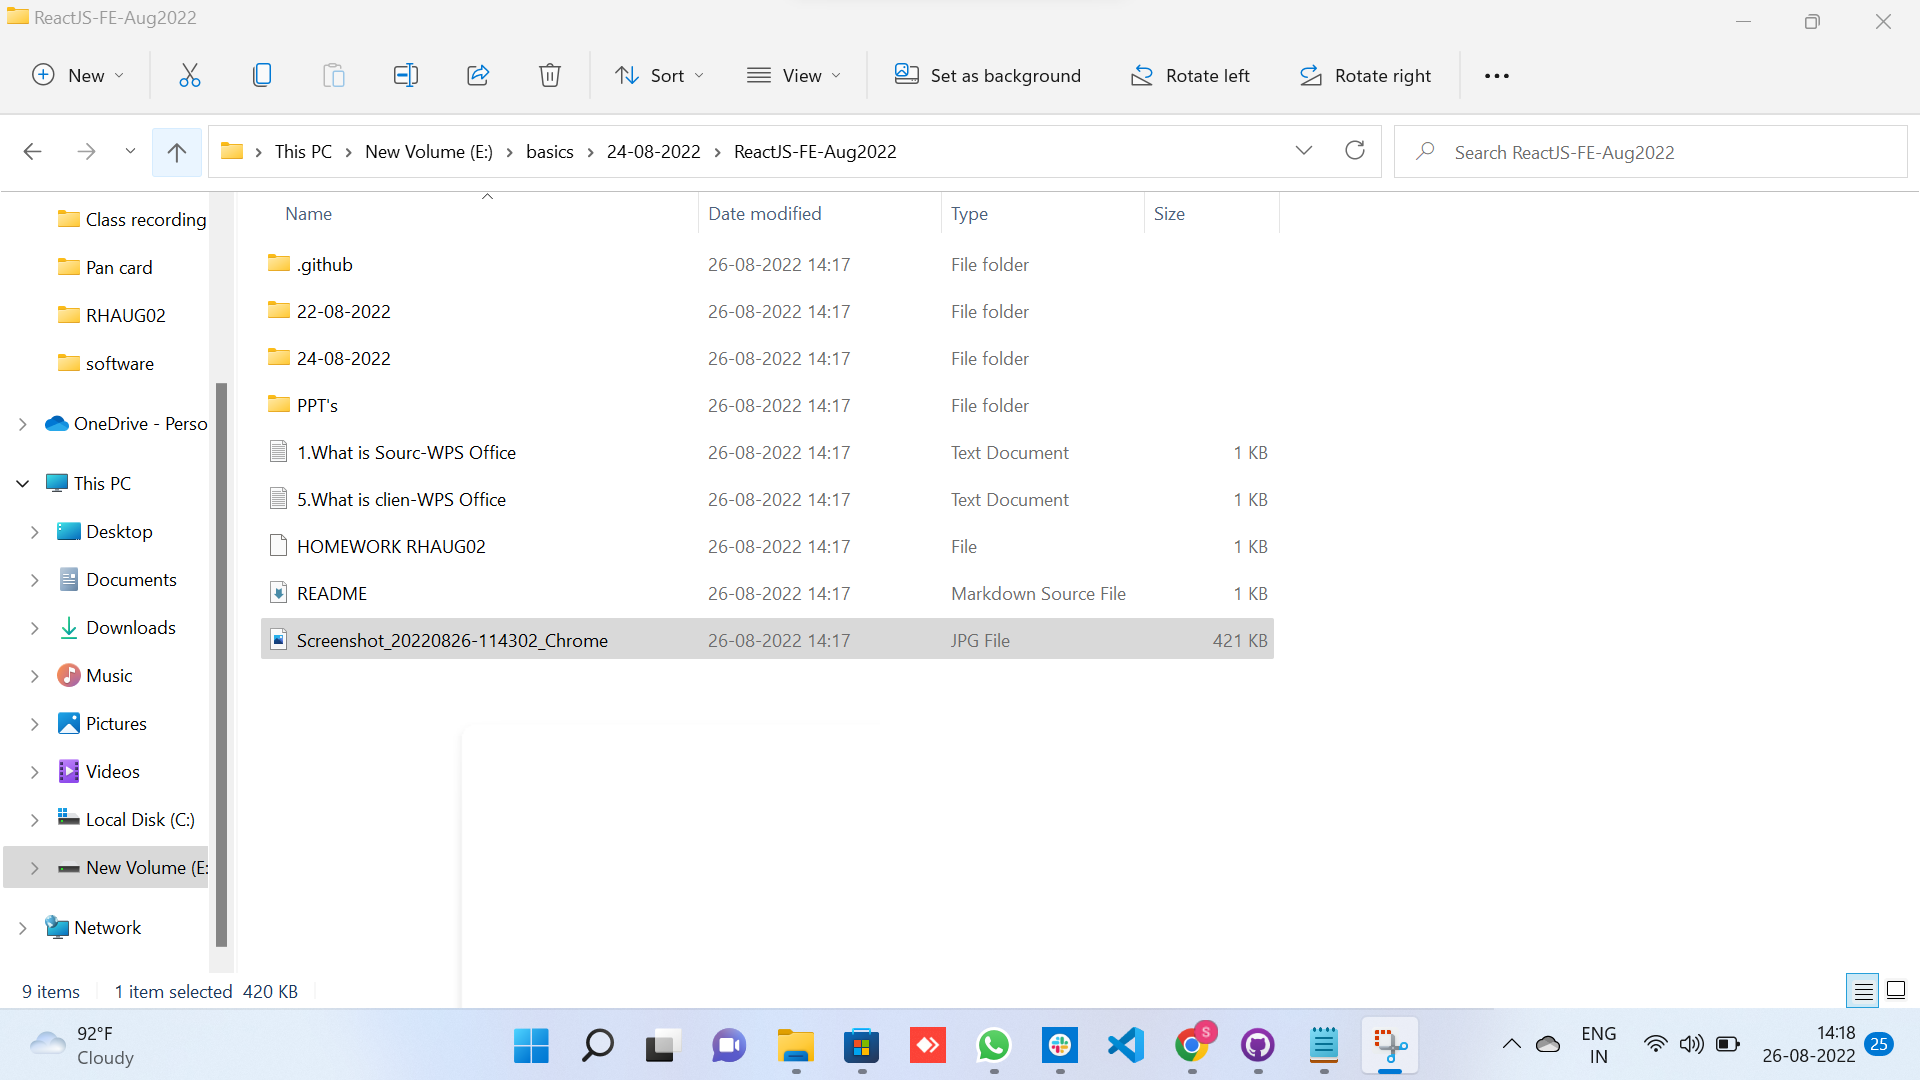 ReactJS-FE-Aug2022
New Sort View Set as background Rotate left Rotate right
This PC New Volume (E:) basics 24-08-2022 ReactJS-FE-Aug2022 Search ReactJS-FE-Aug2022
Class recording
Pan card
RHAUG02
software
OneDrive - Perso
This PC
Desktop
Documents
Downloads
Music
Pictures
Videos
Local Disk (C:)
New Volume (E:
Network
Name Date modified Type Size
.github 26-08-2022 14:17 File folder
22-08-2022 26-08-2022 14:17 File folder
24-08-2022 26-08-2022 14:17 File folder
PPT's 26-08-2022 14:17 File folder
1.What is Sourc-WPS Office 26-08-2022 14:17 Text Document 1 KB
5.What is clien-WPS Office 26-08-2022 14:17 Text Document 1 KB
HOMEWORK RHAUG02 26-08-2022 14:17 File 1 KB
README 26-08-2022 14:17 Markdown Source File 1 KB
Screenshot_20220826-114302_Chrome 26-08-2022 14:17 JPG File 421 KB
9 items 1 item selected 420 KB
92°F
Cloudy
S
ENG
IN
14:18
26-08-2022
25